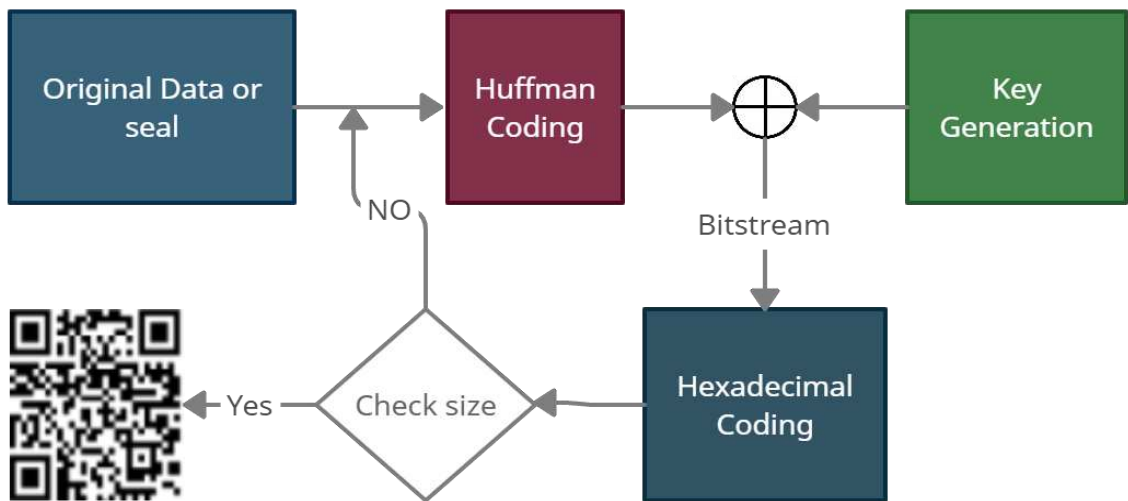 Original Data or
seal
Huffman
Coding
Key
Generation
NO
Bitstream
Yes
Check size
Hexadecimal
Coding